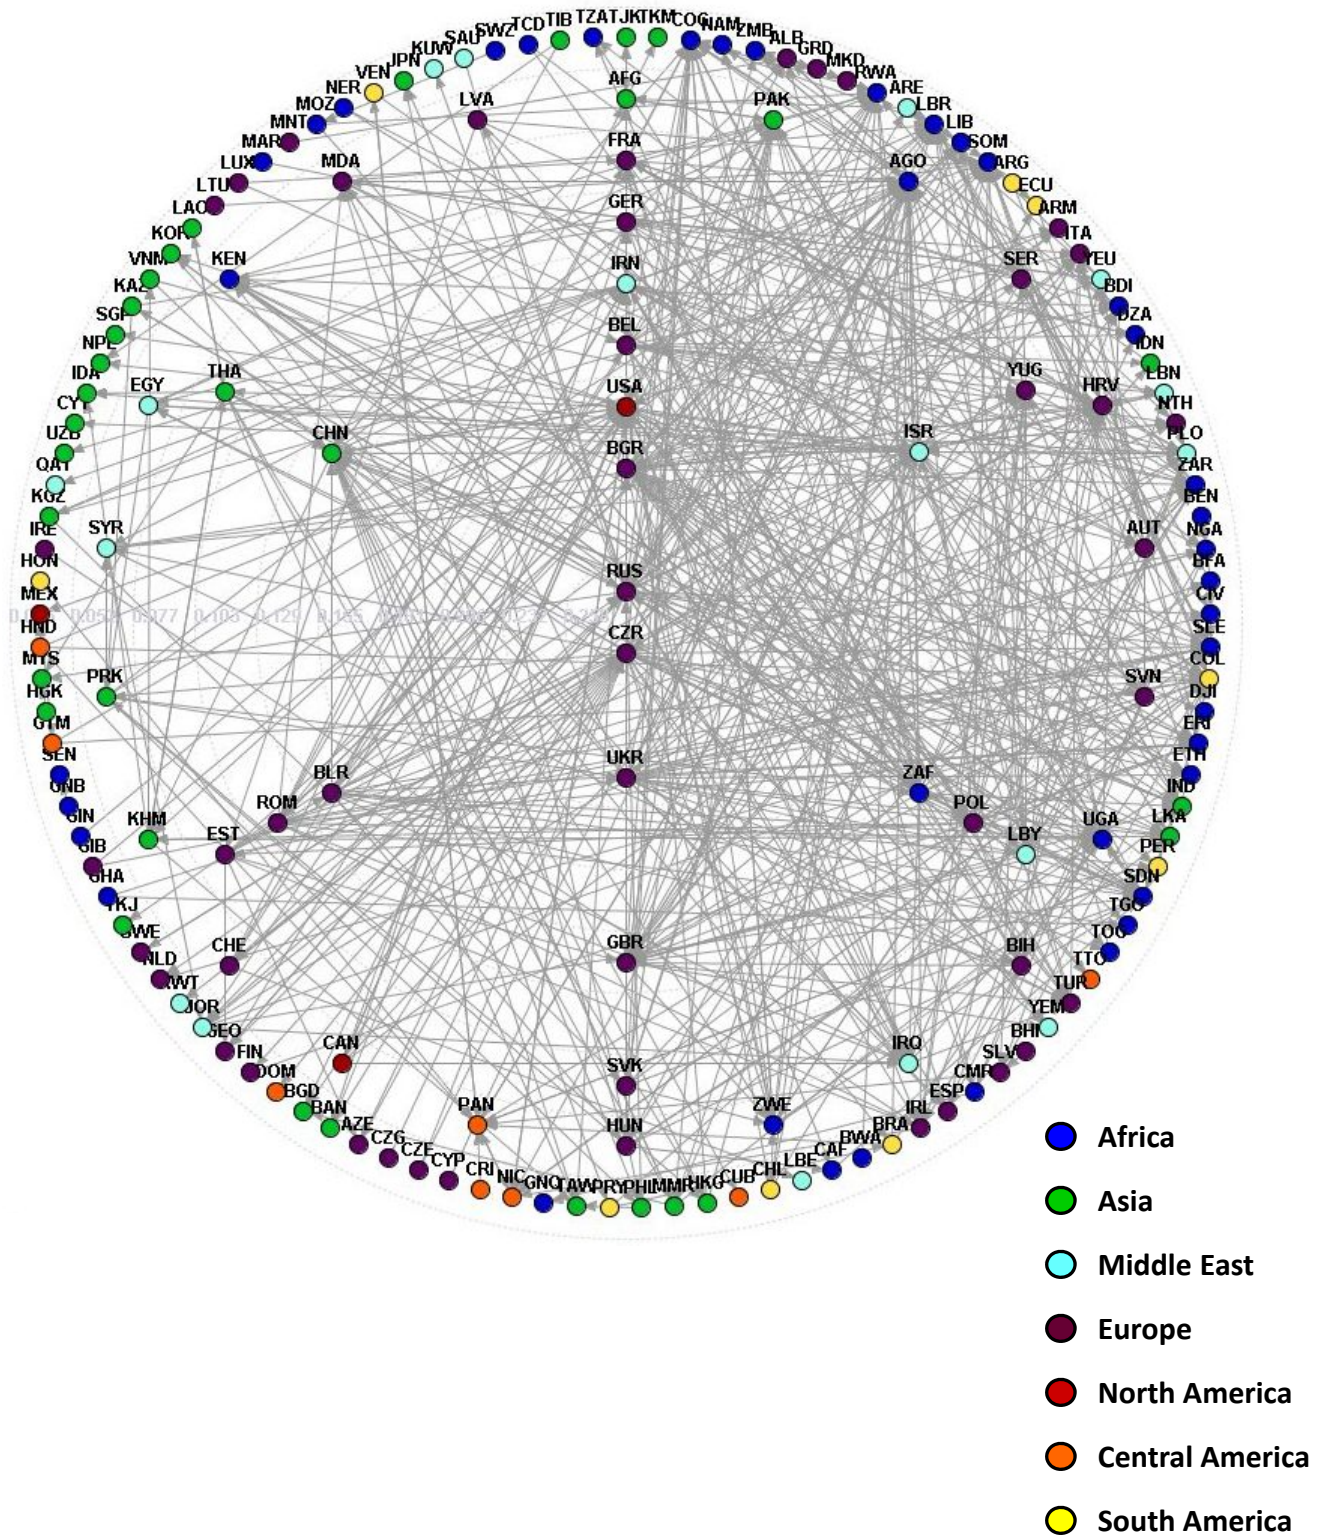 TIB TZA TJK TKM COG NAM
SWZ TCD ZMB ALB
KUW SAU GRD MKD
VEN JPN AFG RWA ARE
NER LVA PAK LBR
MOZ LIB
MNT FRA SOM
MAR MDA AGO ARG
LUX ECU
LTU GER ARM
LAO ITA
KOR IRN SER YEU
VNM KEN BDI
KAZ DZA
SGP BEL IDN
NPL YUG HRV LBN
IDA EGY THA USA NTH
CYT CHN ISR PLO
UZB BGR ZAR
QAT BEN
KGZ NGA
IRE SYR AUT BFA
HON RUS CIV
MEX SLE
HND CZR COL
MYS PRK SVN DJI
HGK ERI
GTM ETH
SEN UKR IND
GNB BLR ZAF LKA
GIN ROM POL PER
GIB KHM EST LBY UGA SDN
GHA TGO
TKJ TOG
SWE CHE GBR BIH TTO
NLD TUR
KWT YEM
JOR BHI
GEO CAN IRQ SLV
FIN SVK CMR
DOM ESP
BGD PAN ZWE IRL
BAN HUN BRA
AZE BWA
CZG CAF
CZE LBE
CYP CHL
CRI NIC GNQ TAW PRY PHL MMR HKG CUB
Africa
Asia
Middle East
Europe
North America
Central America
South America